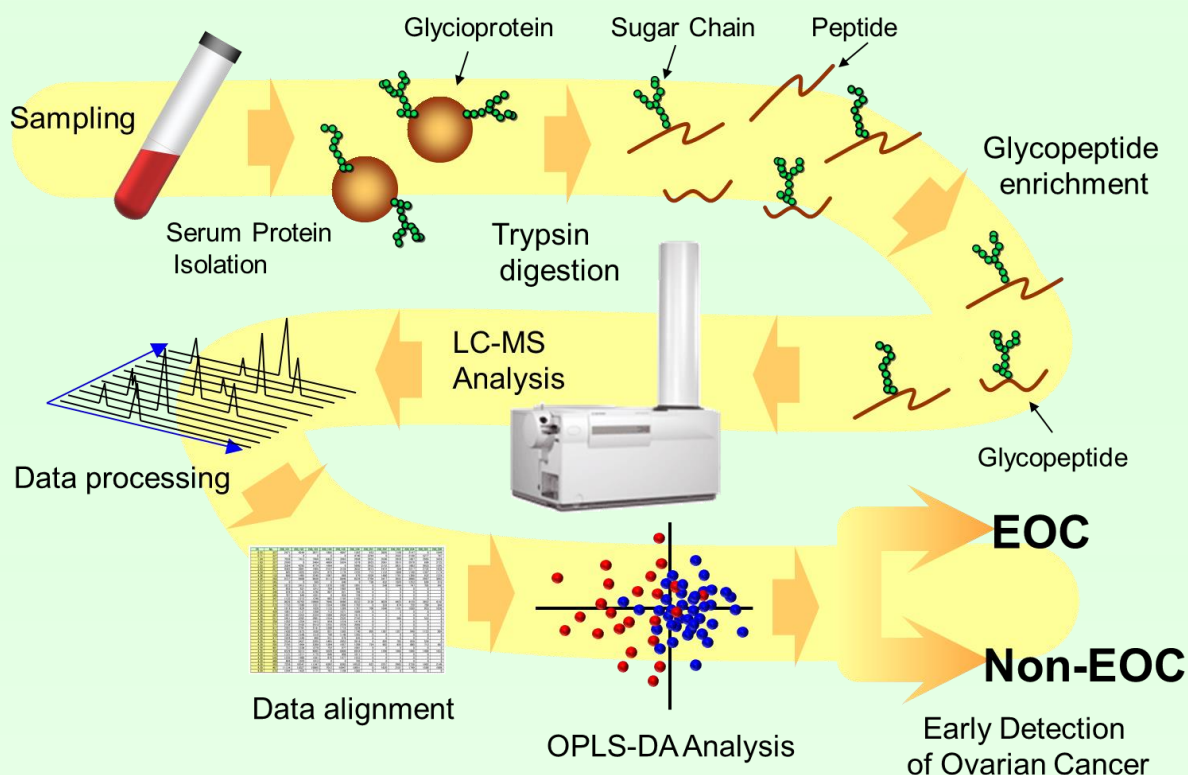 Glycioprotein
Sugar Chain
Peptide
Sampling
Glycopeptide
enrichment
Serum Protein
Isolation
Trypsin
digestion
LC-MS
Analysis
Glycopeptide
Data processing
EOC
Non-EOC
Data alignment
OPLS-DA Analysis
Early Detection
of Ovarian Cancer